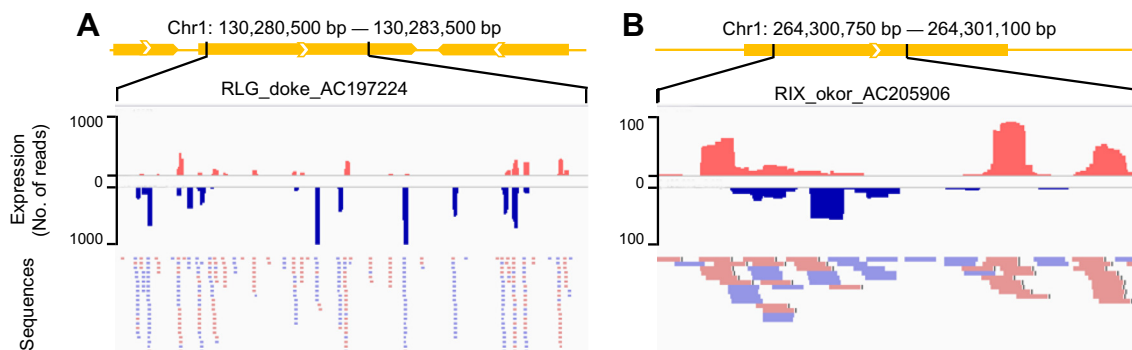 A
Chr1: 130,280,500 bp — 130,283,500 bp
RLG_doke_AC197224
B
Chr1: 264,300,750 bp — 264,301,100 bp
RIX_okor_AC205906
Expression
(No. of reads)
1000
0
1000
100
0
100
Sequences